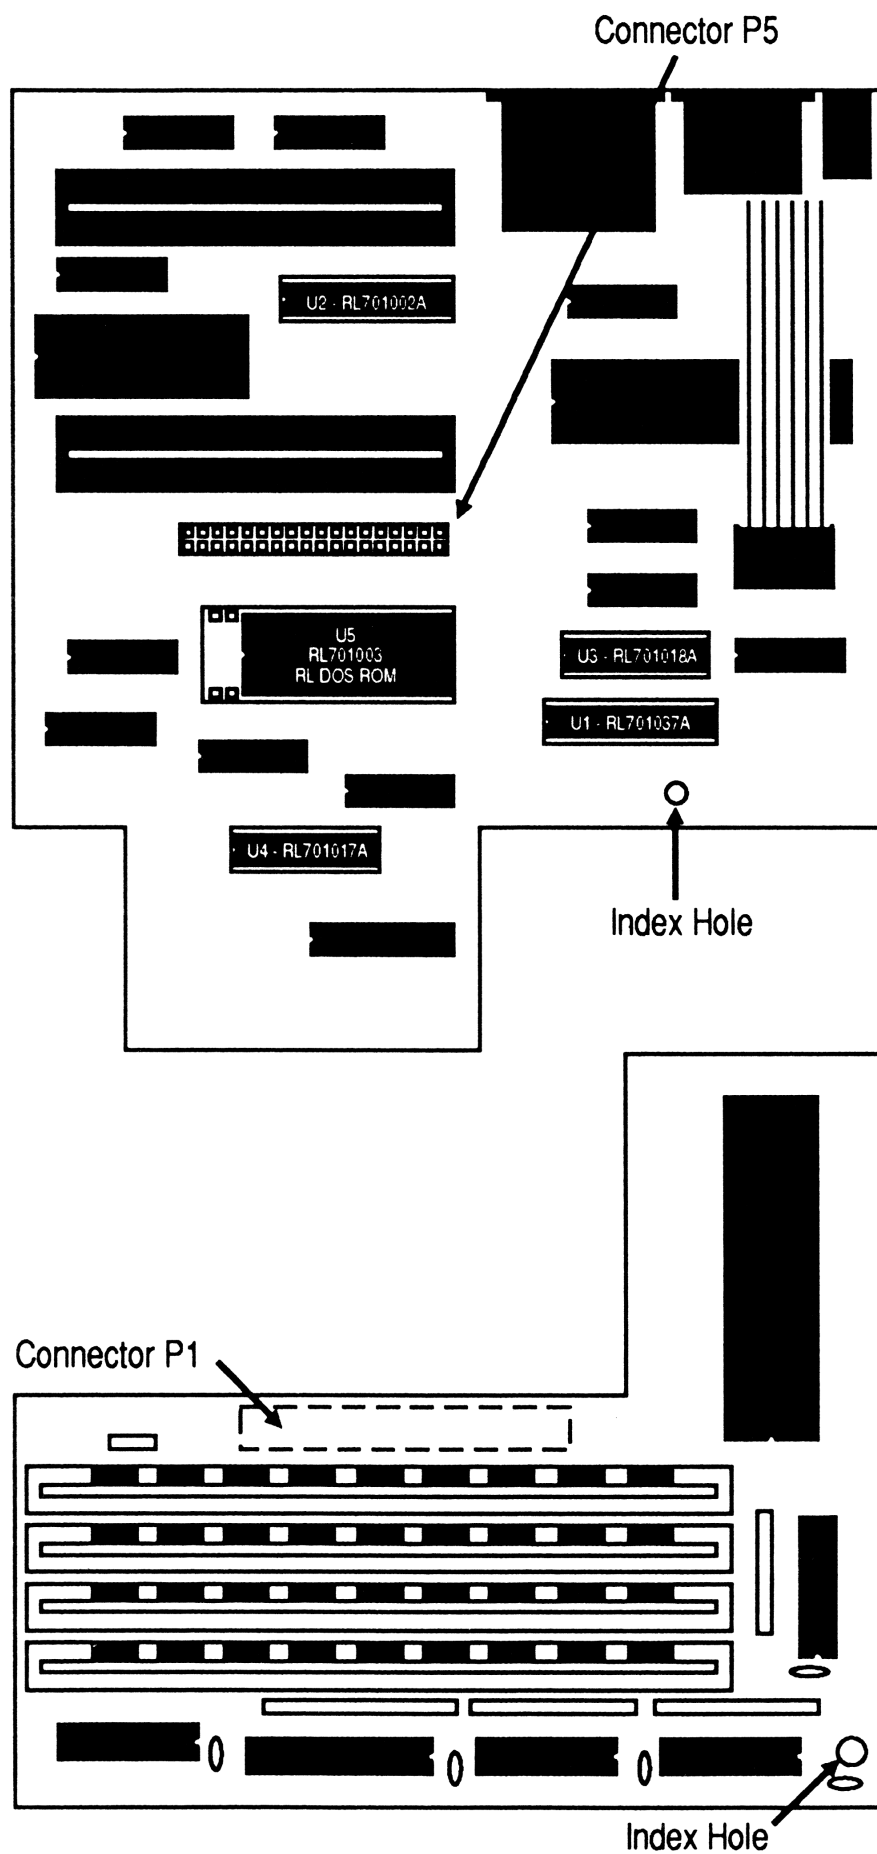 Connector P5
U2 - RL701002A
U5
RL701003
RL DOS ROM
U3 - RL701018A
U1 - RL701037A
U4 - RL701017A
Index Hole
Connector P1
Index Hole